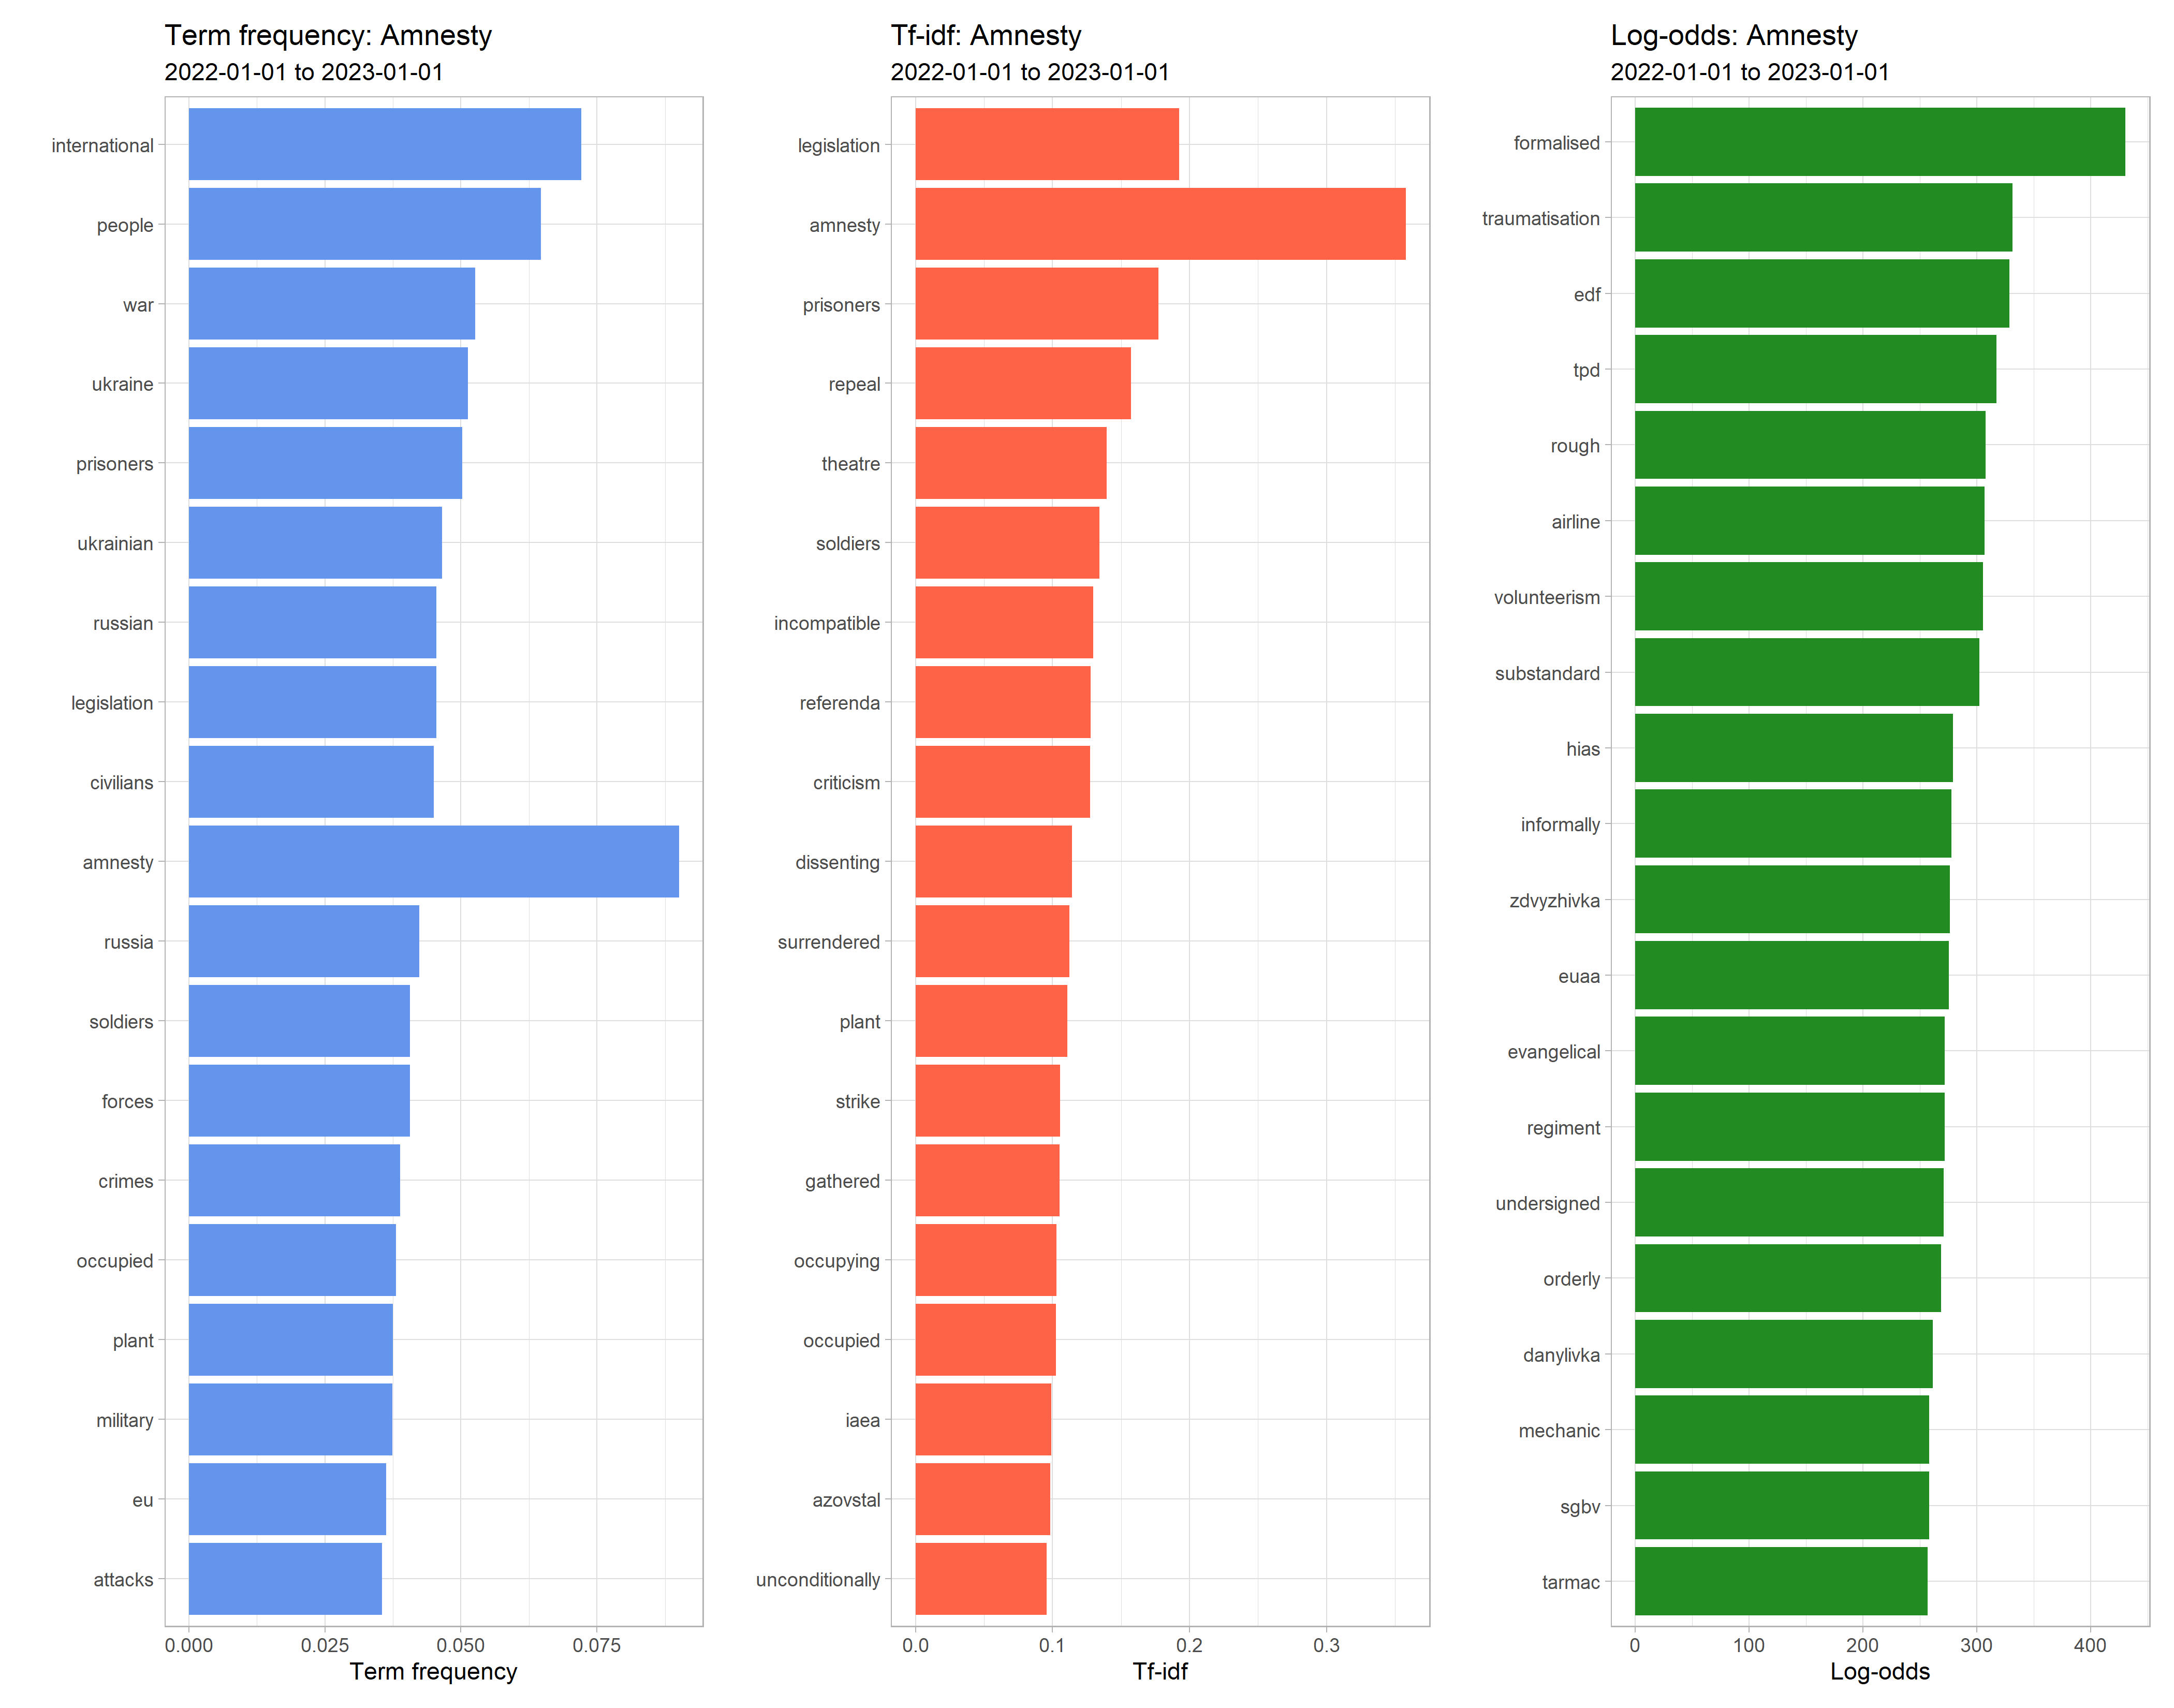 Term frequency: Amnesty
2022-01-01 to 2023-01-01
international
people
war
ukraine
prisoners
ukrainian
russian
legislation
civilians
amnesty
russia
soldiers
forces
crimes
occupied
plant
military
eu
attacks
0.000 0.025 0.050 0.075
Term frequency
Tf-idf: Amnesty
2022-01-01 to 2023-01-01
legislation
amnesty
prisoners
repeal
theatre
soldiers
incompatible
referenda
criticism
dissenting
surrendered
plant
strike
gathered
occupying
occupied
iaea
azovstal
unconditionally
0.0 0.1 0.2 0.3
Tf-idf
Log-odds: Amnesty
2022-01-01 to 2023-01-01
formalised
traumatisation
edf
tpd
rough
airline
volunteerism
substandard
hias
informally
zdvyzhivka
euaa
evangelical
regiment
undersigned
orderly
danylivka
mechanic
sgbv
tarmac
0 100 200 300 400
Log-odds